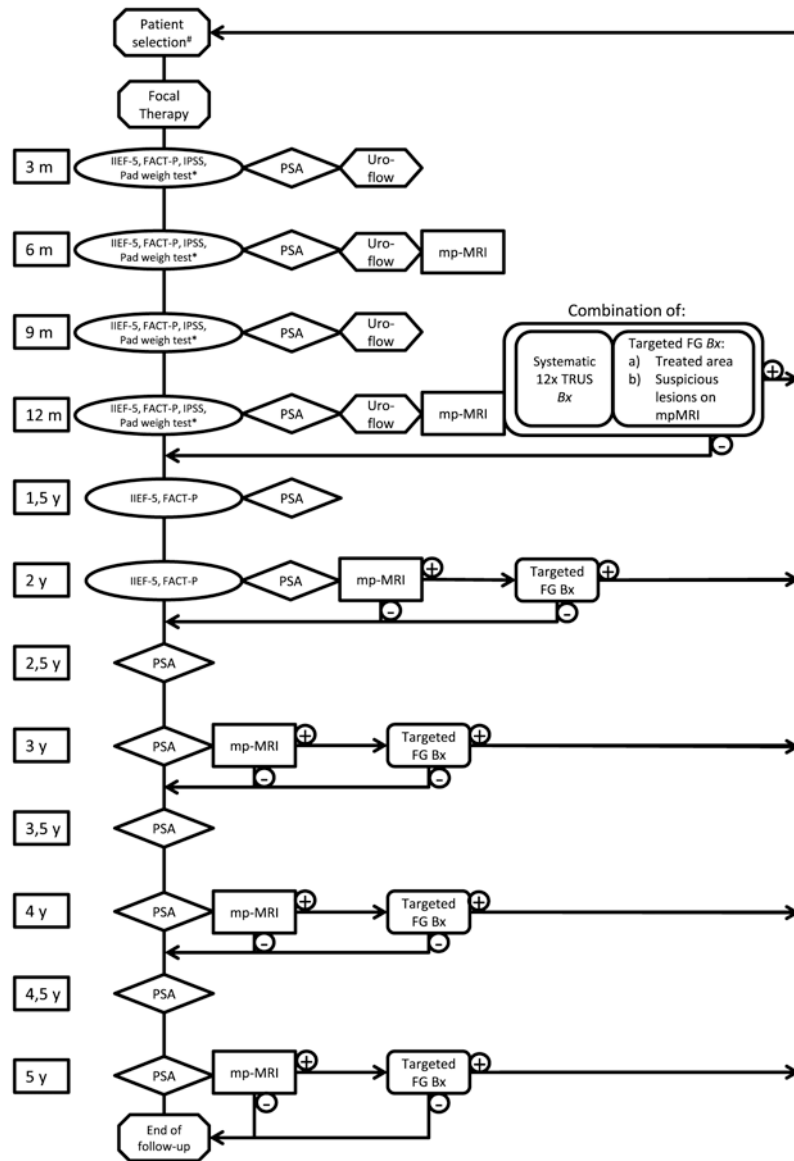 Patient
selection#
Focal
Therapy
3 m
IIEF-5, FACT-P, IPSS,
Pad weigh test*
PSA
Uro-
flow
6 m
IIEF-5, FACT-P, IPSS,
Pad weigh test*
PSA
Uro-
flow
mp-MRI
9 m
IIEF-5, FACT-P, IPSS,
Pad weigh test*
PSA
Uro-
flow
Combination of:
Systematic
12x TRUS
Bx
Targeted FG Bx:
a) Treated area
b) Suspicious
lesions on
mpMRI
+
12 m
IIEF-5, FACT-P, IPSS,
Pad weigh test*
PSA
Uro-
flow
mp-MRI
-
1,5 y
IIEF-5, FACT-P
PSA
2 y
IIEF-5, FACT-P
PSA
mp-MRI
+
Targeted
FG Bx
+
-
-
2,5 y
PSA
3 y
PSA
mp-MRI
+
Targeted
FG Bx
+
-
-
3,5 y
PSA
4 y
PSA
mp-MRI
+
Targeted
FG Bx
+
-
-
4,5 y
PSA
5 y
PSA
mp-MRI
+
Targeted
FG Bx
+
-
-
End of
follow-up